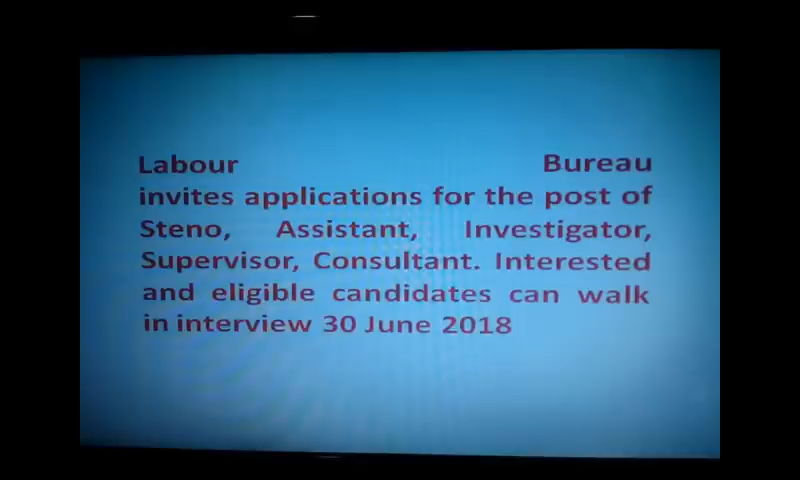 Labour Bureau
invites applications for the post of
Steno, Assistant, Investigator,
Supervisor, Consultant. Interested
and eligible candidates can walk
in interview 30 June 2018